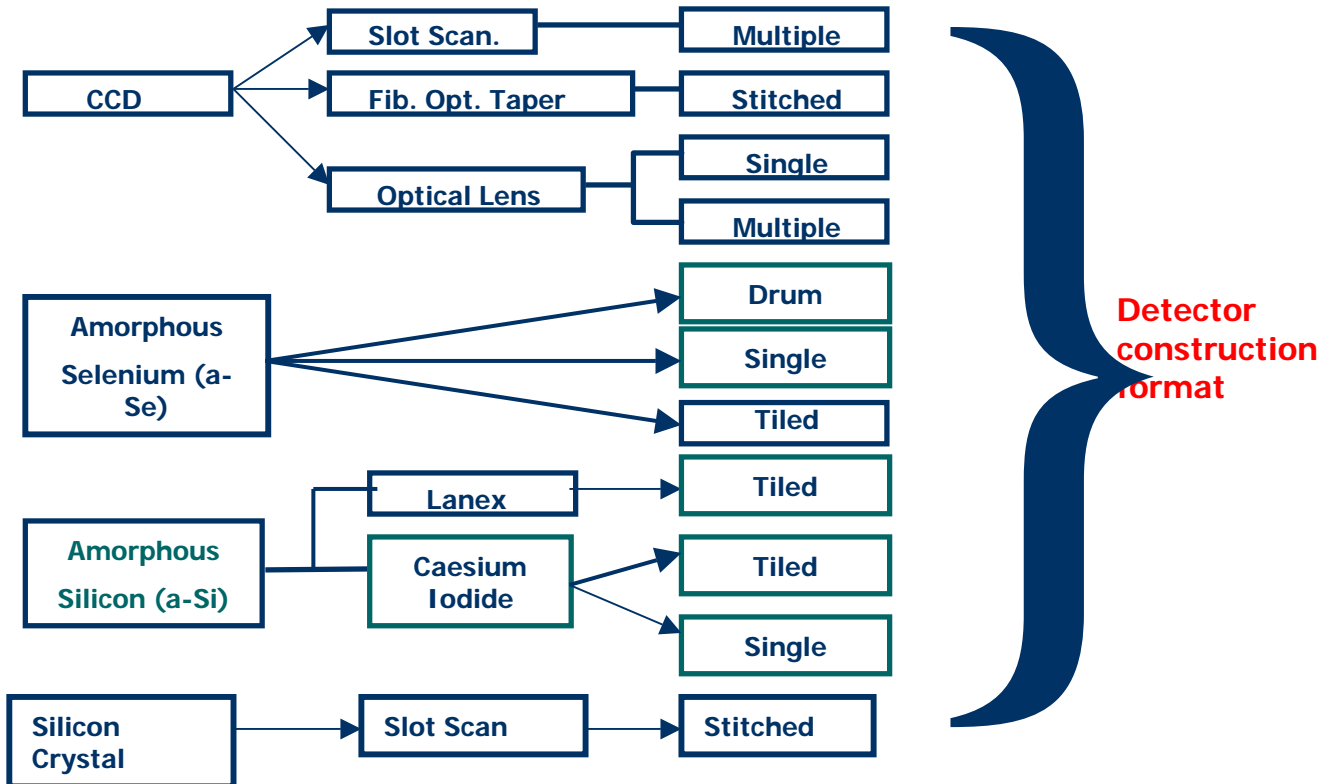 Slot Scan.
Multiple
CCD
Fib. Opt. Taper
Stitched
Single
Optical Lens
Multiple
Drum
Amorphous
Selenium (a-
Se)
Single
Tiled
Lanex
Tiled
Amorphous
Silicon (a-Si)
Caesium
Iodide
Tiled
Single
Silicon
Crystal
Slot Scan
Stitched
Detector
construction
format